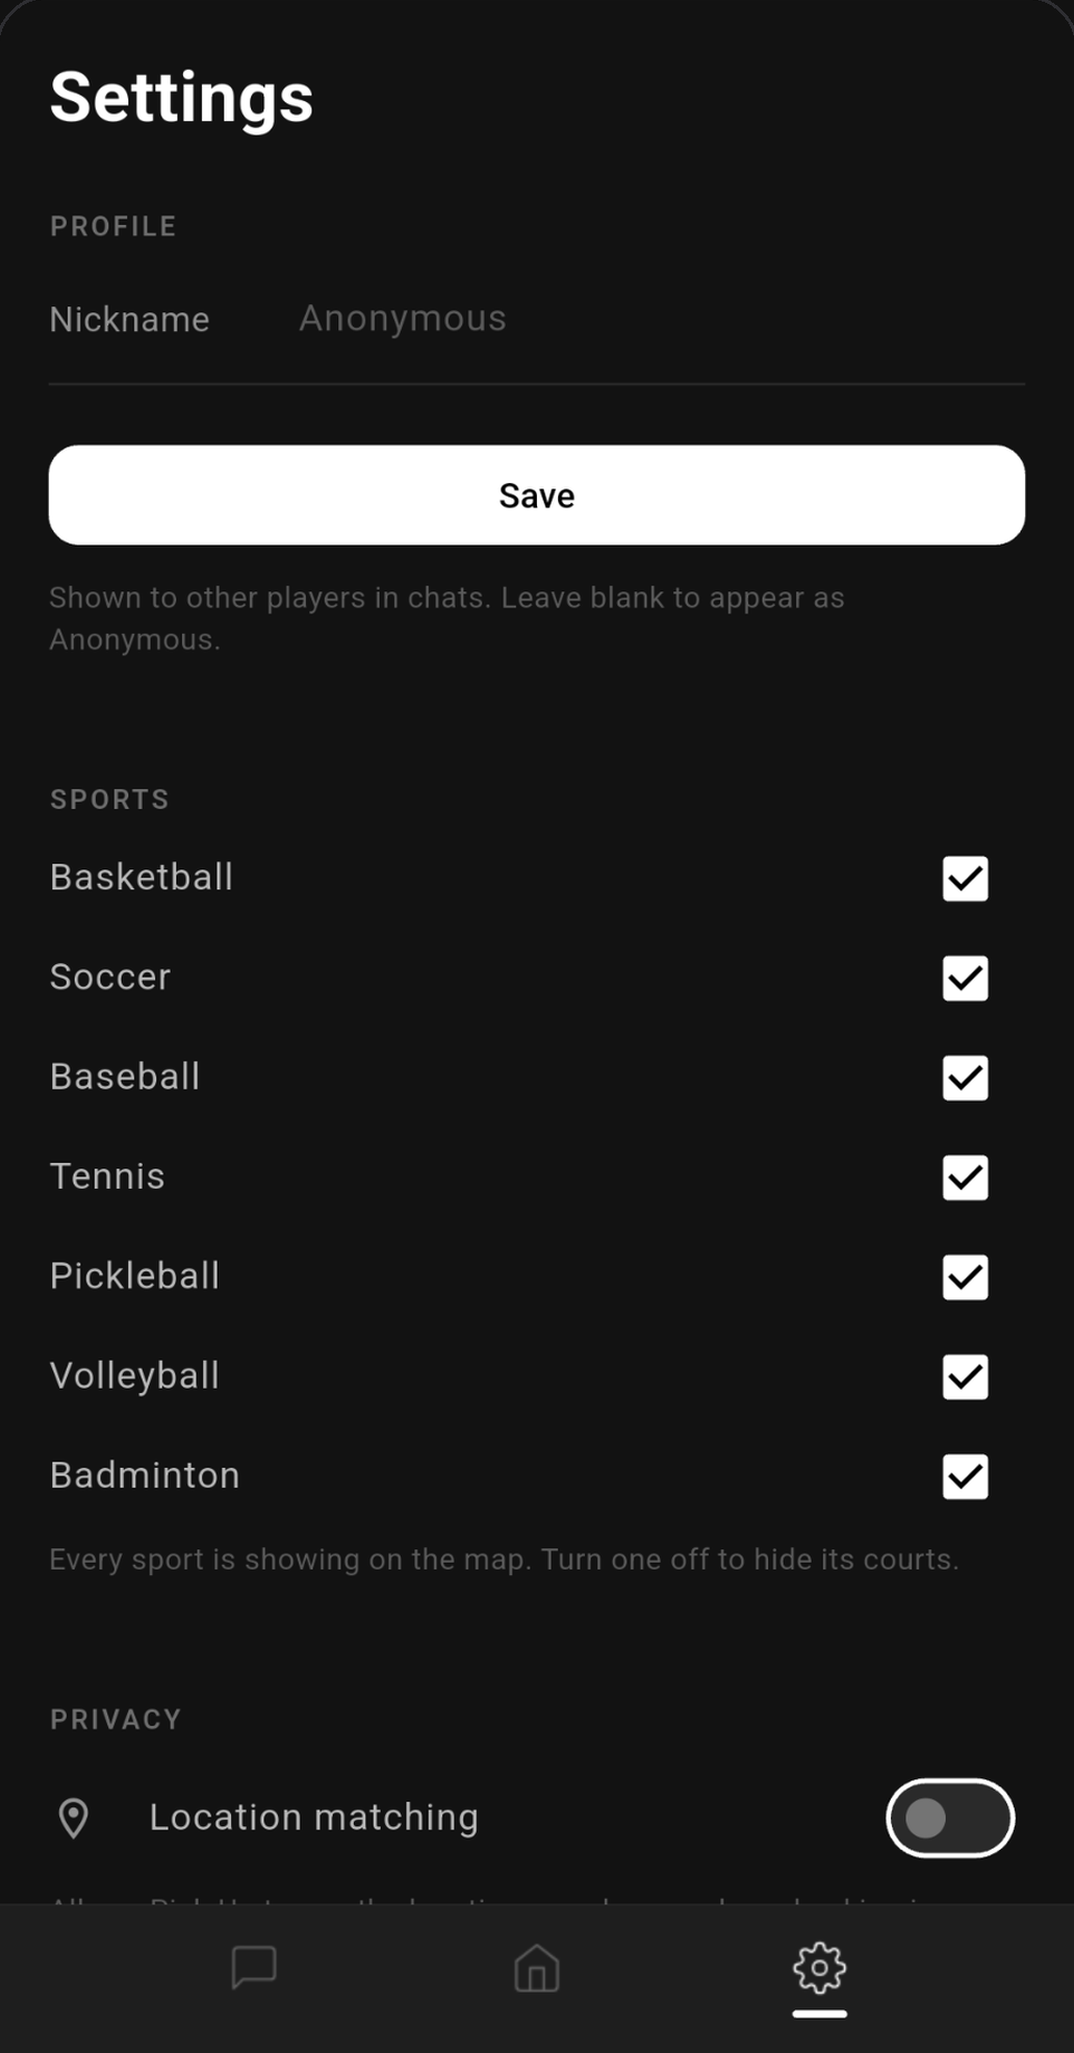 Settings
PROFILE
Nickname Anonymous
Save
Shown to other players in chats. Leave blank to appear as
Anonymous.
SPORTS
Basketball
Soccer
Baseball
Tennis
Pickleball
Volleyball
Badminton
Every sport is showing on the map. Turn one off to hide its courts.
PRIVACY
Location matching